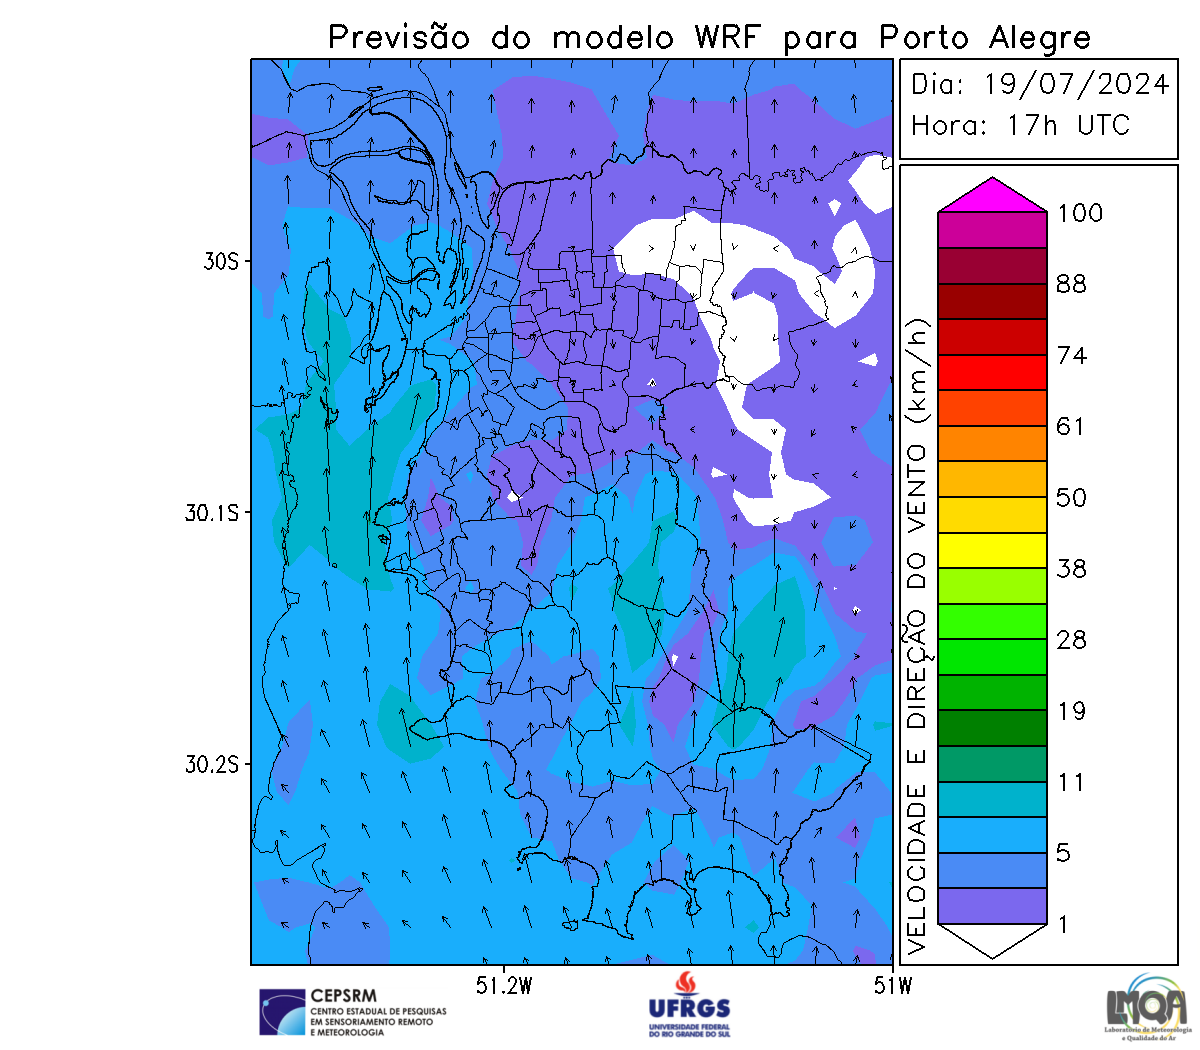 Previsão do modelo WRF para Porto Alegre
Dia: 19/07/2024
Hora: 17h UTC
30S
30.1S
30.2S
51.2W
51W
VELOCIDADE E DIREÇÃO DO VENTO (km/h)
100
88
74
61
50
38
28
19
11
5
1
CEPSRM
CENTRO ESTADUAL DE PESQUISAS
EM SENSORIAMENTO REMOTO
E METEOROLOGIA
UFRGS
UNIVERSIDADE FEDERAL
DO RIO GRANDE DO SUL
LMQA
Laboratório de Meteorologia
e Qualidade do Ar